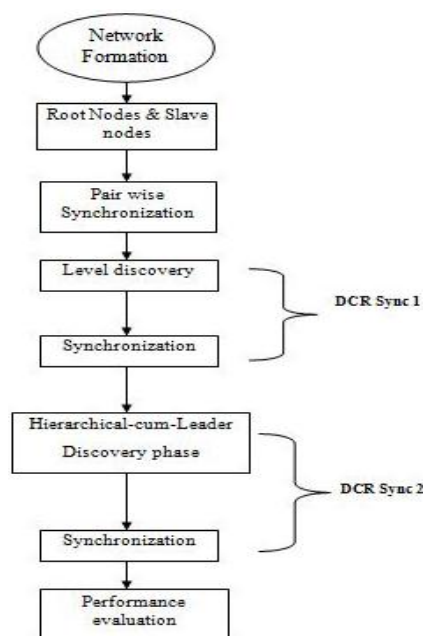 Network
Formation
Root Nodes & Slave
nodes
Pair wise
Synchronization
Level discovery
DCR Sync 1
Synchronization
Hierarchical-cum-Leader
Discovery phase
DCR Sync 2
Synchronization
Performance
evaluation